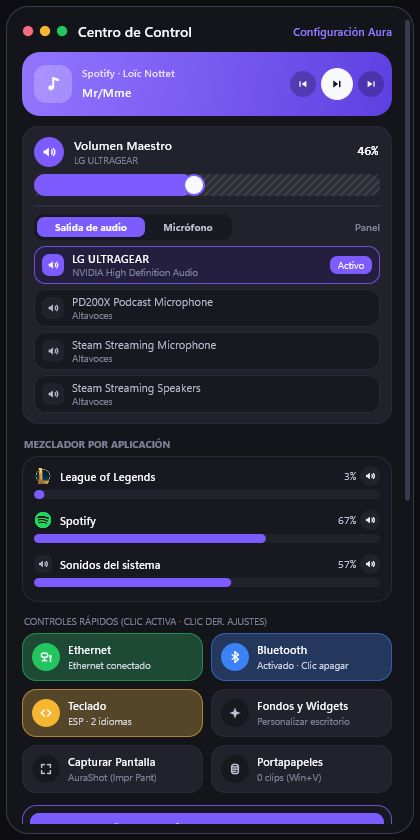 Centro de Control
Configuración Aura
Spotify · Loïc Nottet
Mr/Mme
Volumen Maestro
LG ULTRAGEAR
46%
Salida de audio
Micrófono
Panel
LG ULTRAGEAR
NVIDIA High Definition Audio
Activo
PD200X Podcast Microphone
Altavoces
Steam Streaming Microphone
Altavoces
Steam Streaming Speakers
Altavoces
MEZCLADOR POR APLICACIÓN
League of Legends
3%
Spotify
67%
Sonidos del sistema
57%
CONTROLES RÁPIDOS (CLIC ACTIVA · CLIC DER. AJUSTES)
Ethernet
Ethernet conectado
Bluetooth
Activado · Clic apagar
Teclado
ESP · 2 idiomas
Fondos y Widgets
Personalizar escritorio
Capturar Pantalla
AuraShot (Impr Pant)
Portapapeles
0 clips (Win+V)